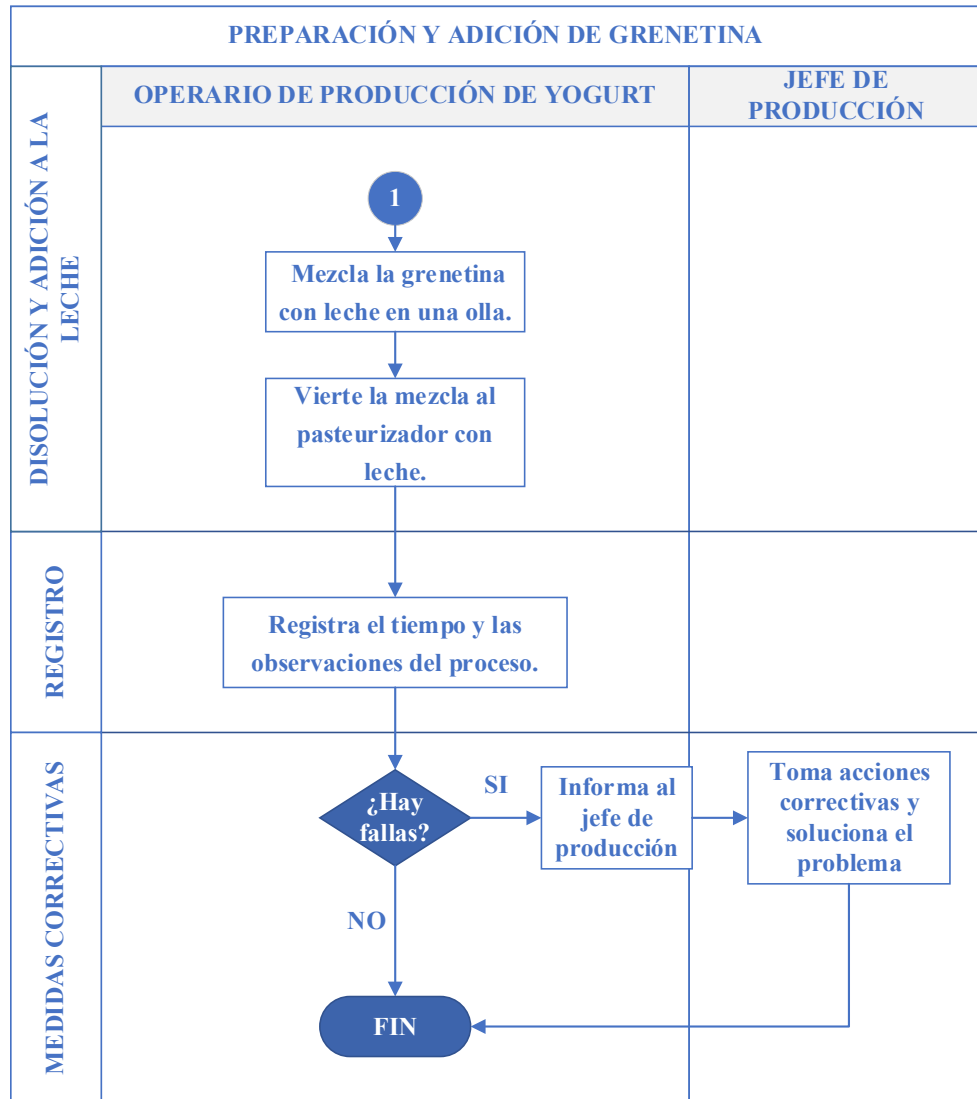 PREPARACIÓN Y ADICIÓN DE GRENETINA
OPERARIO DE PRODUCCIÓN DE YOGURT
JEFE DE
PRODUCCIÓN
DISOLUCIÓN Y ADICIÓN A LA
LECHE
1
Mezcla la grenetina
con leche en una olla.
Vierte la mezcla al
pasteurizador con
leche.
REGISTRO
Registra el tiempo y las
observaciones del proceso.
MEDIDAS CORRECTIVAS
¿Hay
fallas?
SI
Informa al
jefe de
producción
Toma acciones
correctivas y
soluciona el
problema
NO
FIN